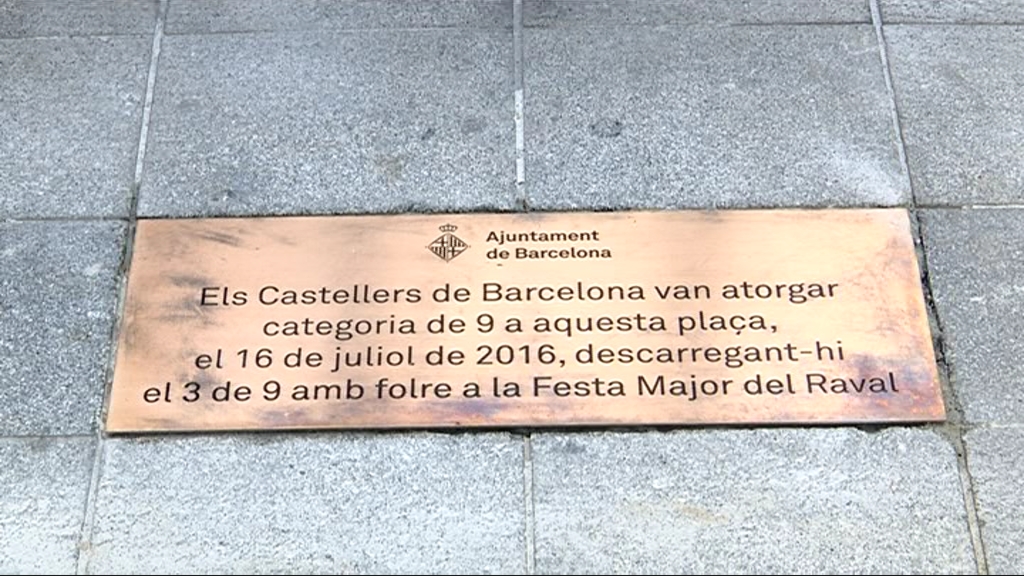 Ajuntament
de Barcelona
Els Castellers de Barcelona van atorgar
categoria de 9 a aquesta plaça,
el 16 de juliol de 2016, descarregant-hi
el 3 de 9 amb folre a la Festa Major del Raval